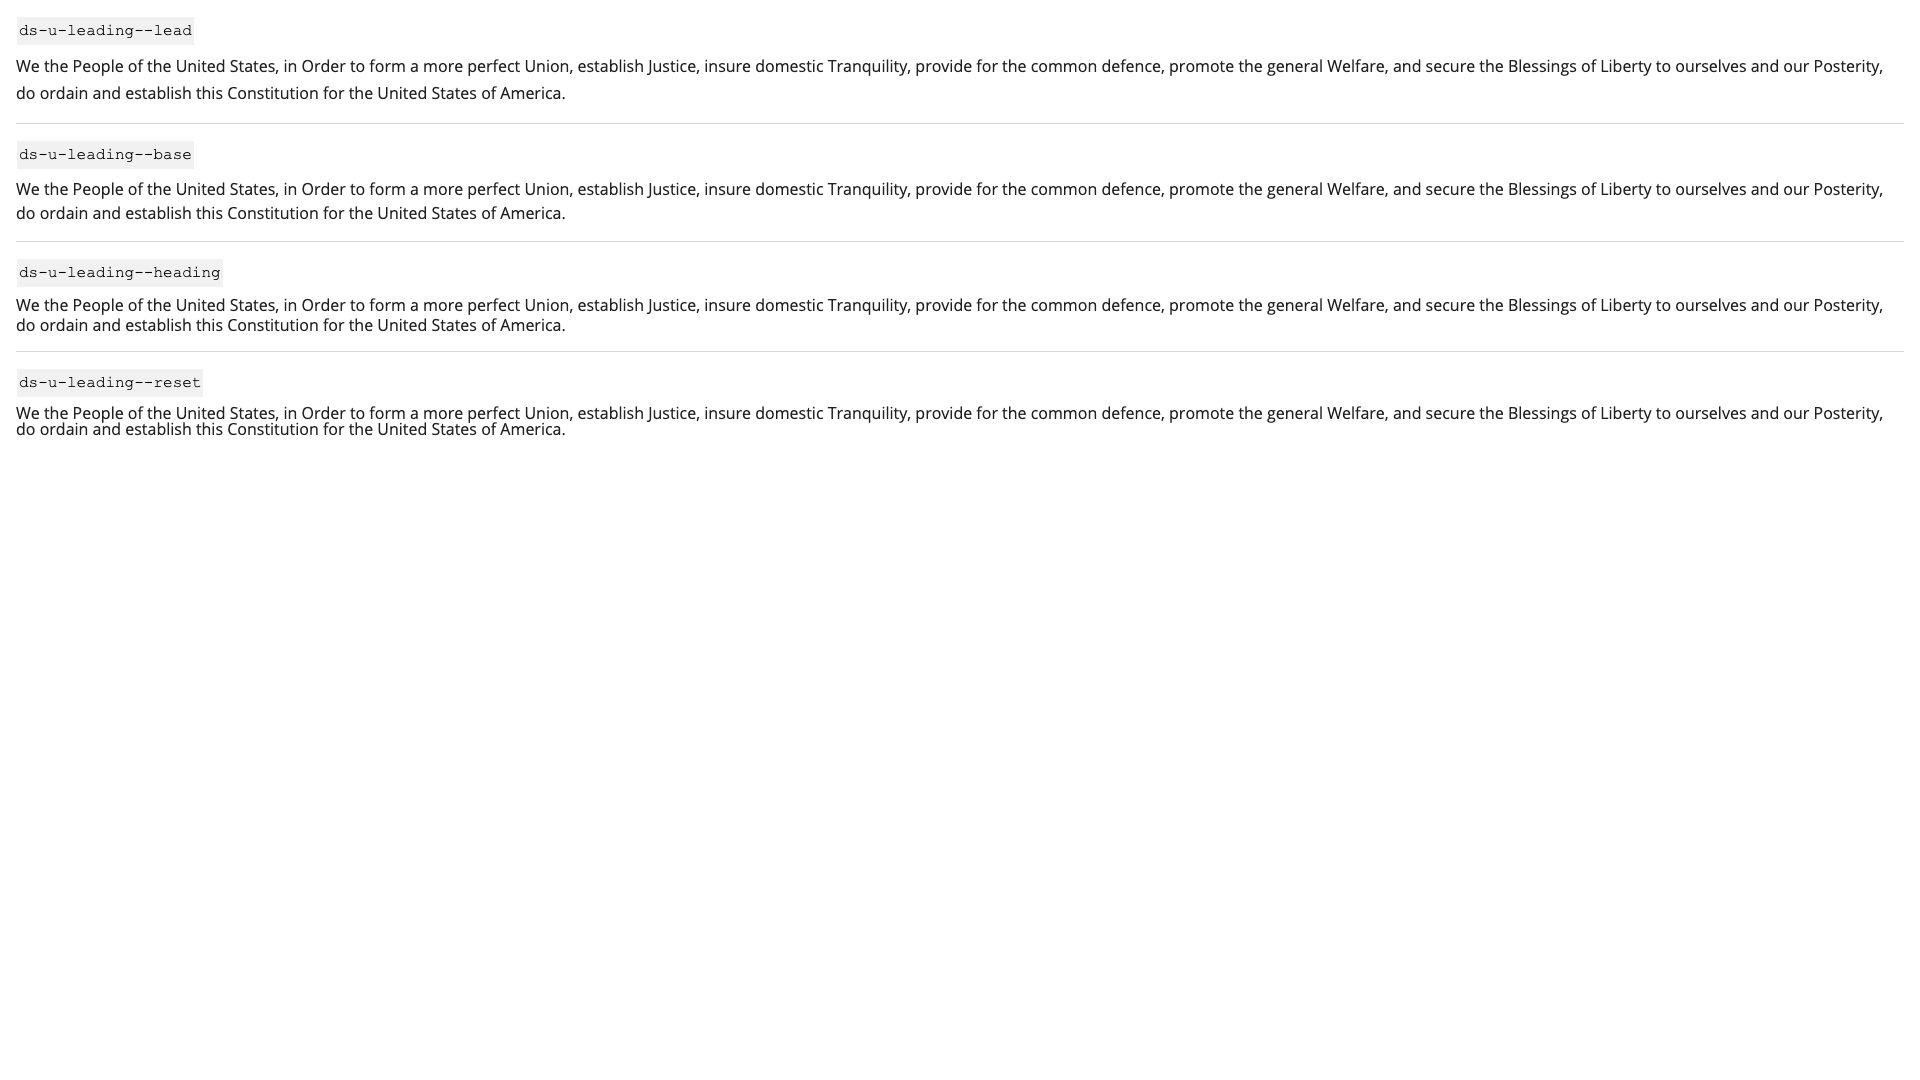 ds-u-leading--lead
We the People of the United States, in Order to form a more perfect Union, establish Justice, insure domestic Tranquility, provide for the common defence, promote the general Welfare, and secure the Blessings of Liberty to ourselves and our Posterity,
do ordain and establish this Constitution for the United States of America.
ds-u-leading--base
We the People of the United States, in Order to form a more perfect Union, establish Justice, insure domestic Tranquility, provide for the common defence, promote the general Welfare, and secure the Blessings of Liberty to ourselves and our Posterity,
do ordain and establish this Constitution for the United States of America.
ds-u-leading--heading
We the People of the United States, in Order to form a more perfect Union, establish Justice, insure domestic Tranquility, provide for the common defence, promote the general Welfare, and secure the Blessings of Liberty to ourselves and our Posterity,
do ordain and establish this Constitution for the United States of America.
ds-u-leading--reset
We the People of the United States, in Order to form a more perfect Union, establish Justice, insure domestic Tranquility, provide for the common defence, promote the general Welfare, and secure the Blessings of Liberty to ourselves and our Posterity,
do ordain and establish this Constitution for the United States of America.